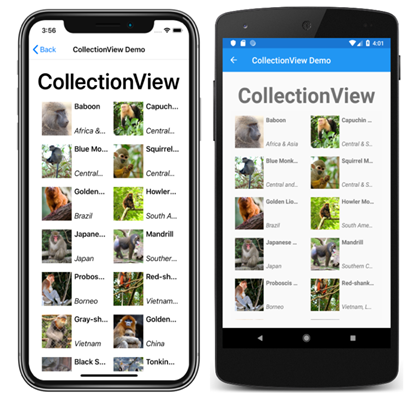 3:56
Back CollectionView Demo
CollectionView
Baboon Capuch...
Africa &... Central...
Blue Mo... Squirrel...
Central... Central...
Golden... Howler...
Brazil South Am...
Japane... Mandrill
Japan Souther...
Probos... Red-sh...
Borneo Vietnam...
Gray-sh... Golden...
Vietnam China
Black S... Tonkin...
4:01
CollectionView Demo
CollectionView
Baboon Capuchin ...
Africa & Asia Central & S...
Blue Monk... Squirrel M...
Central and... Central & S...
Golden Lio... Howler Mo...
Brazil South Ame...
Japanese ... Mandrill
Japan Southern C...
Proboscis ... Red-shank...
Borneo Vietnam, L...